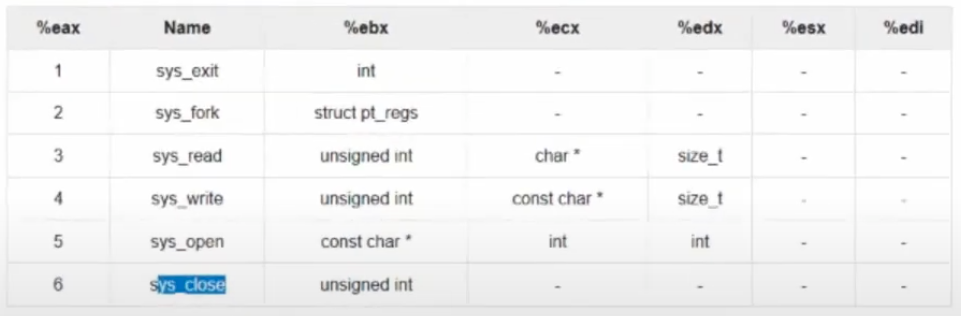 %eax Name %ebx %ecx %edx %esx %edi
1 sys_exit int - - - -
2 sys_fork struct pt_regs - - - -
3 sys_read unsigned int char * size_t - -
4 sys_write unsigned int const char * size_t - -
5 sys_open const char * int int - -
6 sys_close unsigned int - - - -